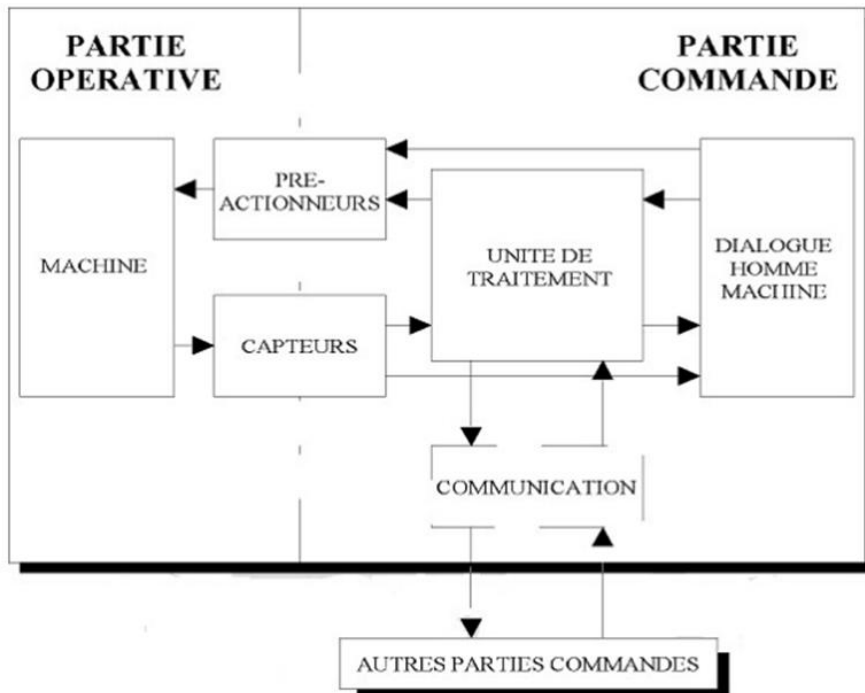 PARTIE
OPERATIVE
PARTIE
COMMANDE
PRE-
ACTIONNEURS
MACHINE
UNITE DE
TRAITEMENT
DIALOGUE
HOMME
MACHINE
CAPTEURS
COMMUNICATION
AUTRES PARTIES COMMANDES